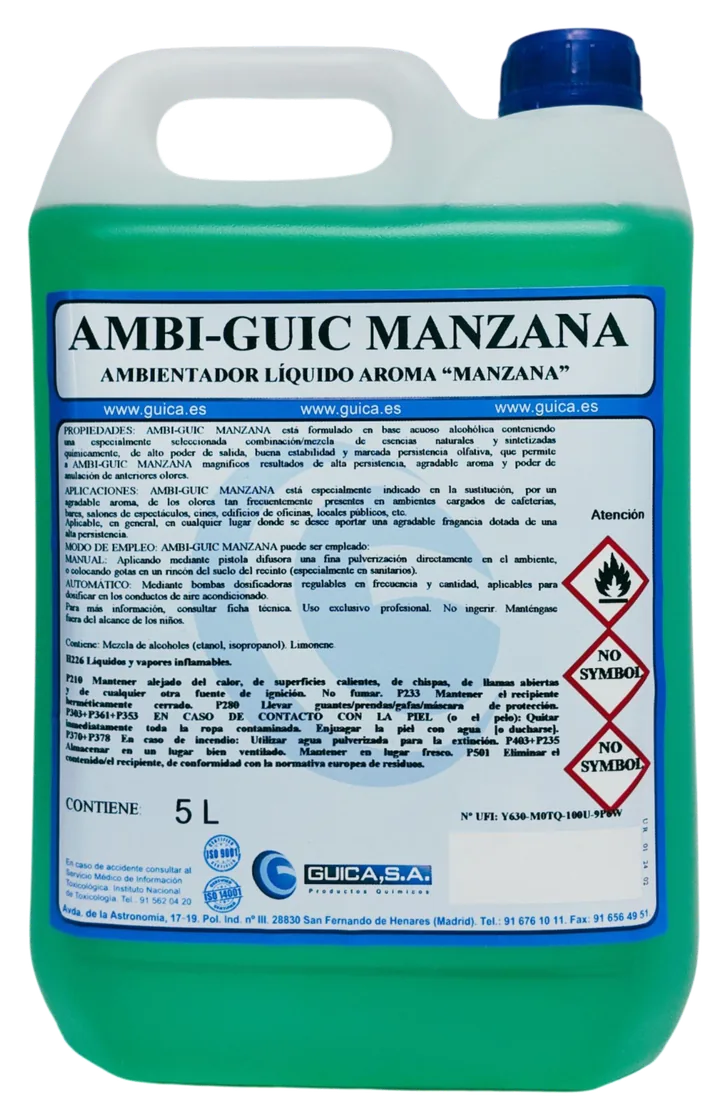 AMBI-GUIC MANZANA
AMBIENTADOR LÍQUIDO AROMA “MANZANA”
www.guica.es www.guica.es www.guica.es
PROPIEDADES: AMBI-GUIC MANZANA está formulado en base acuoso alcohólica conteniendo
una especialmente seleccionada combinación/mezcla de esencias naturales y sintetizadas
químicamente, de alto poder de salida, buena estabilidad y marcada persistencia olfativa, que permite
a AMBI-GUIC MANZANA magníficos resultados de alta persistencia, agradable aroma y poder de
anulación de anteriores olores.
APLICACIONES: AMBI-GUIC MANZANA está especialmente indicado en la sustitución, por un
agradable aroma, de los olores tan frecuentemente presentes en ambientes cargados de cafeterías,
bares, salones de espectáculos, cines, edificios de oficinas, locales públicos, etc.
Aplicable, en general, en cualquier lugar donde se desee aportar una agradable fragancia dotada de una
alta persistencia.
MODO DE EMPLEO: AMBI-GUIC MANZANA puede ser empleado:
MANUAL: Aplicando mediante pistola difusora una fina pulverización directamente en el ambiente,
o colocando gotas en un rincón del suelo del recinto (especialmente en sanitarios).
AUTOMÁTICO: Mediante bombas dosificadoras regulables en frecuencia y cantidad, aplicables para
dosificar en los conductos de aire acondicionado.
Para más información, consultar ficha técnica. Uso exclusivo profesional. No ingerir. Manténgase
fuera del alcance de los niños.
Contiene: Mezcla de alcoholes (etanol, isopropanol). Limonene.
H226 Líquidos y vapores inflamables.
P210 Mantener alejado del calor, de superficies calientes, de chispas, de llamas abiertas
y de cualquier otra fuente de ignición. No fumar. P233 Mantener el recipiente
herméticamente cerrado. P280 Llevar guantes/prendas/gafas/máscara de protección.
P303+P361+P353 EN CASO DE CONTACTO CON LA PIEL (o el pelo): Quitar
inmediatamente toda la ropa contaminada. Enjuagar la piel con agua [o ducharse].
P370+P378 En caso de incendio: Utilizar agua pulverizada para la extinción. P403+P235
Almacenar en un lugar bien ventilado. Mantener en lugar fresco. P501 Eliminar el
contenido/el recipiente, de conformidad con la normativa europea de residuos.
Atención
NO
SYMBOL
NO
SYMBOL
CONTIENE: 5 L
Nº UFI: Y630-M0TQ-100U-9P6W
En caso de accidente consultar al
Servicio Médico de Información
Toxicológica. Instituto Nacional
de Toxicología. Tel.: 91 562 04 20
ISO 9001
ISO 14001
GUICA,S.A.
Productos Químicos
Avda. de la Astronomía, 17-19. Pol. Ind. nº III. 28830 San Fernando de Henares (Madrid). Tel.: 91 676 10 11. Fax: 91 656 49 51